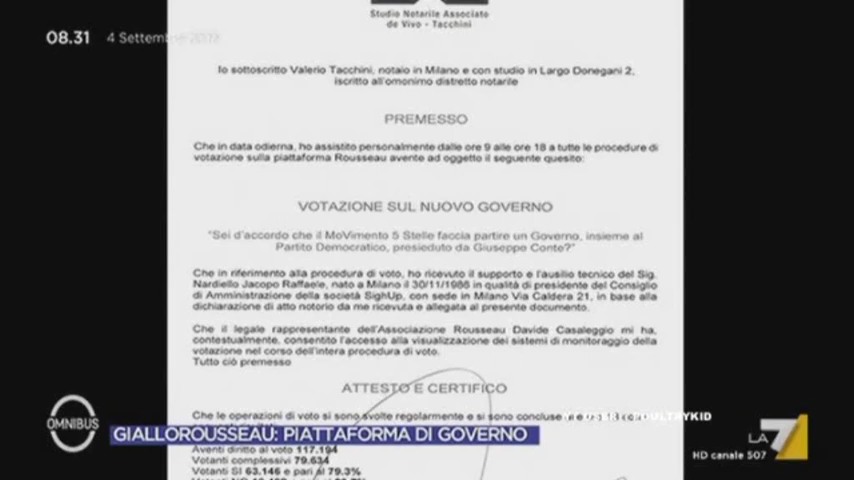 Studio Notarile Associato
de Vivo - Tacchini
08.31
4 Settembre
Io sottoscritto Valerio Tacchini, notaio in Milano e con studio in Largo Donegani 2,
iscritto all'omonimo distretto notarile
PREMESSO
Che in data odierna, ho assistito personalmente dalle ore 9 alle ore 18 a tutte le procedure di
votazione sulla piattaforma Rousseau avente ad oggetto il seguente quesito:
VOTAZIONE SUL NUOVO GOVERNO
"Sei d'accordo che il MoVimento 5 Stelle faccia partire un Governo, insieme al
Partito Democratico, presieduto da Giuseppe Conte?"
Che in riferimento alla procedura di voto, ho ricevuto il supporto e l'ausilio tecnico del Sig.
Nardiello Jacopo Raffaele, nato a Milano il 30/11/1986 in qualità di presidente del Consiglio
di Amministrazione della società SighUp, con sede in Milano Via Caldera 21, in base alla
dichiarazione di atto notorio da me ricevuta e allegata al presente documento.
Che il legale rappresentante dell'Associazione Rousseau Davide Casaleggio mi ha,
contestualmente, consentito l'accesso alla visualizzazione dei sistemi di monitoraggio della
votazione nel corso dell'intera procedura di voto.
Tutto ciò premesso
ATTESTO E CERTIFICO
Che le operazioni di voto si sono svolte regolarmente e si sono concluse
OMNIBUS
GIALLOROUSSEAU: PIATTAFORMA DI GOVERNO
LA 7
HD canale 507
Aventi diritto al voto 117.194
Votanti complessivi 79.634
Votanti SI 63.146 e pari al 79.3%